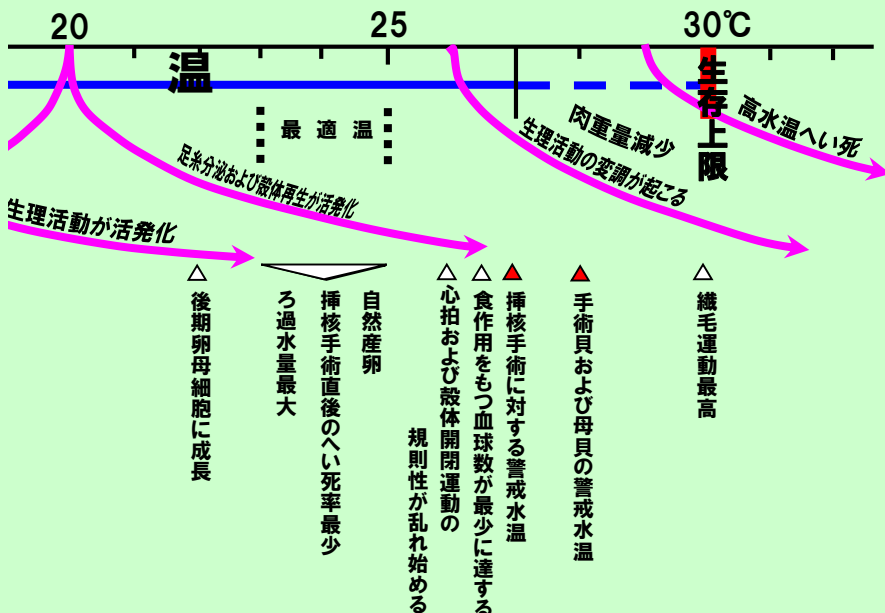 20
25
30℃
温
生存上限
最適温
肉重量減少
高水温へい死
生理活動の変調が起こる
足糸分泌および殻体再生が活発化
生理活動が活発化
後期卵母細胞に成長
ろ過水量最大
挿核手術直後のへい死率最少
自然産卵
心拍および殻体開閉運動の
規則性が乱れ始める
食作用をもつ血球数が最少に達する
挿核手術に対する警戒水温
手術貝および母貝の警戒水温
繊毛運動最高